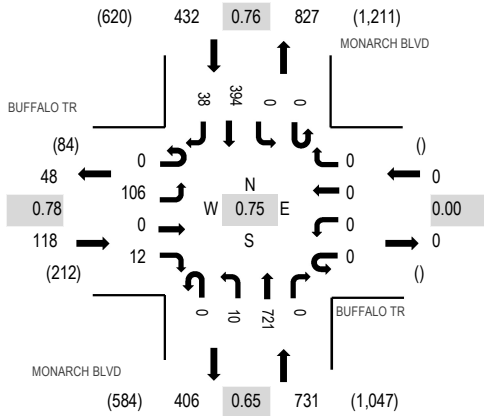 (620) 432 0.76 827 (1,211)
MONARCH BLVD
BUFFALO TR
38 394 0 0
(84) ()
48 0 0 0
106 N 0
0.78 W 0.75 E 0.00
118 0 S 0 0
12 0
(212) ()
0 10 721 0
BUFFALO TR
MONARCH BLVD
(584) 406 0.65 731 (1,047)